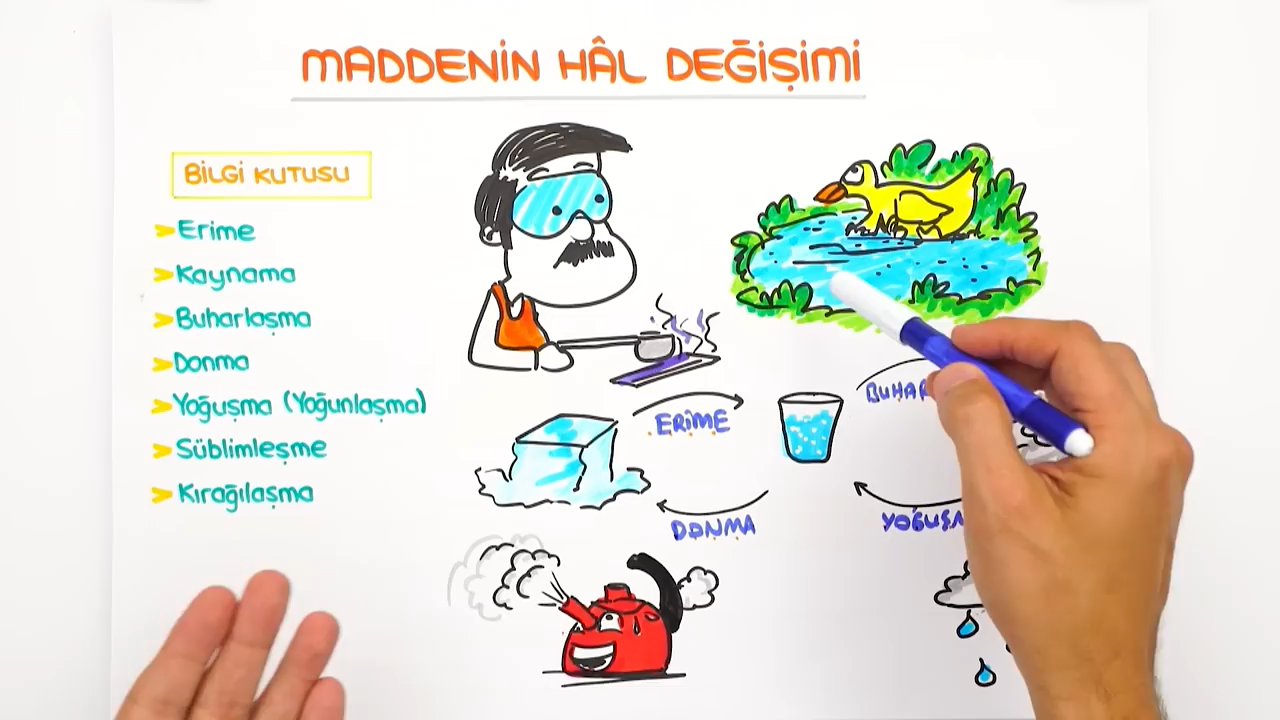 MADDENİN HÂL DEĞİŞİMİ
BİLGİ KUTUSU
➤ Erime
➤ Kaynama
➤ Buharlaşma
➤ Donma
➤ Yoğuşma (Yoğunlaşma)
➤ Süblimleşme
➤ Kırağılaşma
ERİME
DONMA